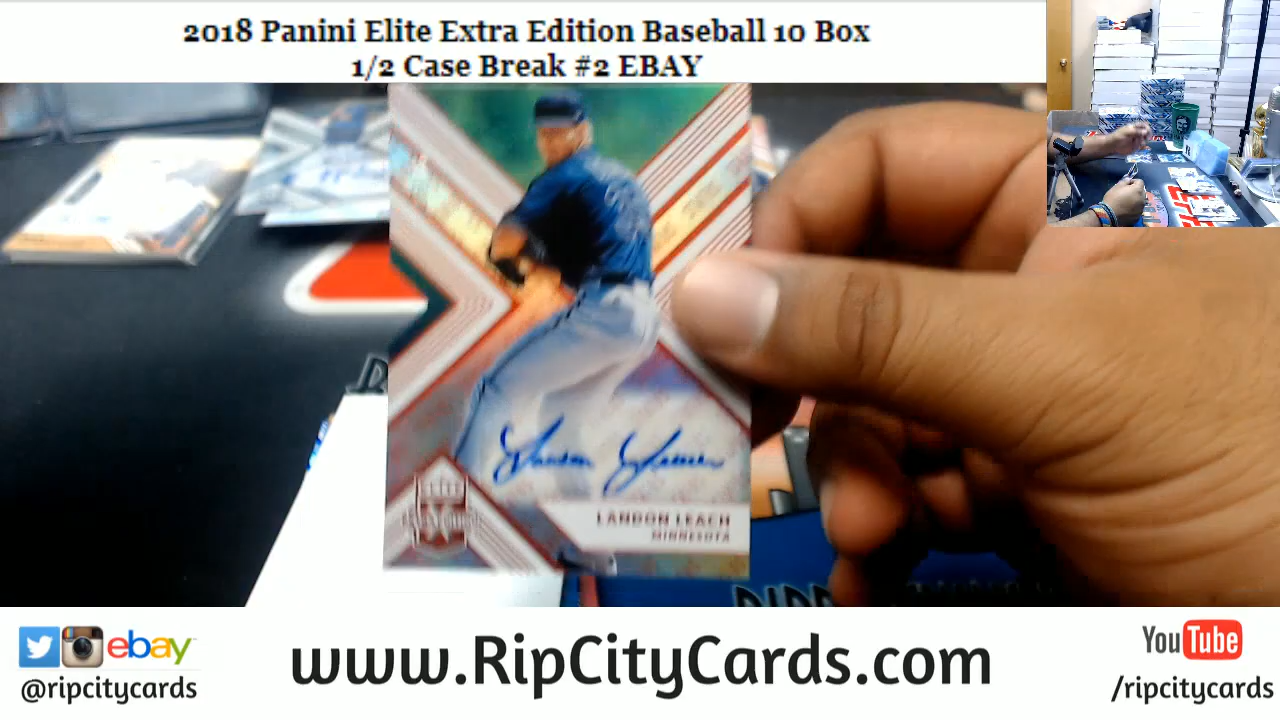 2018 Panini Elite Extra Edition Baseball 10 Box
1/2 Case Break #2 EBAY
LANDON LEACH
MINNESOTA
ebay
@ripcitycards
www.RipCityCards.com
YouTube
/ripcitycards